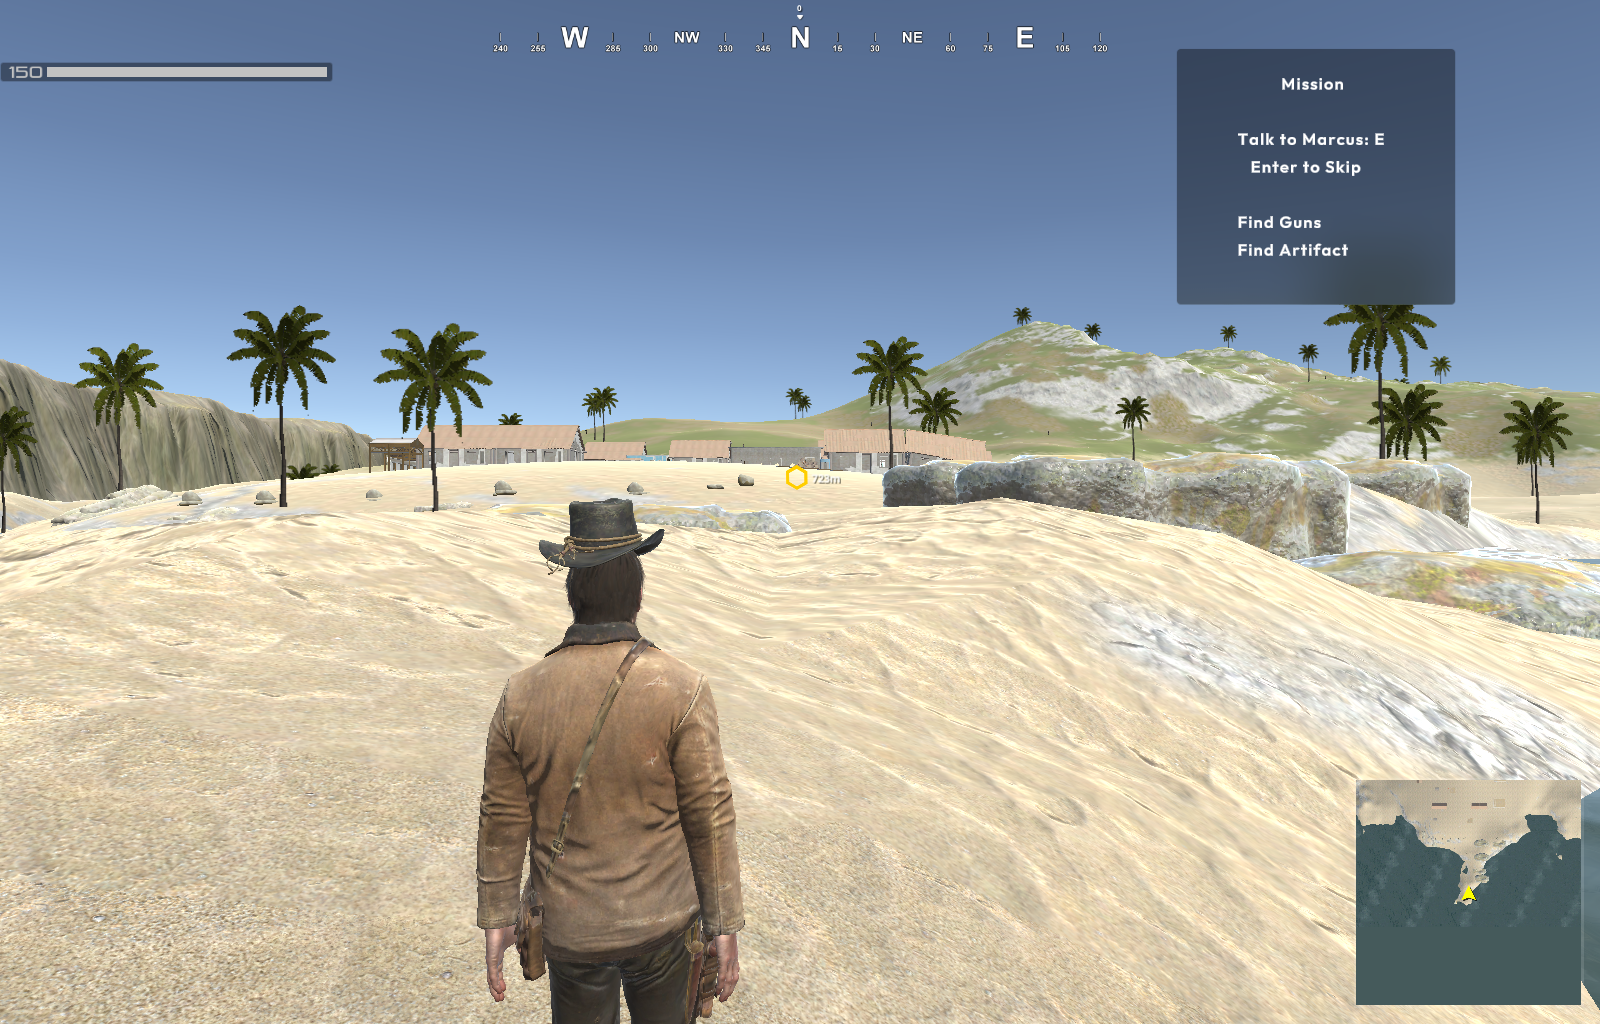 0
W NW N NE E
240 255 285 300 330 345 15 30 60 75 105 120
150
Mission
Talk to Marcus: E
Enter to Skip
Find Guns
Find Artifact
723m